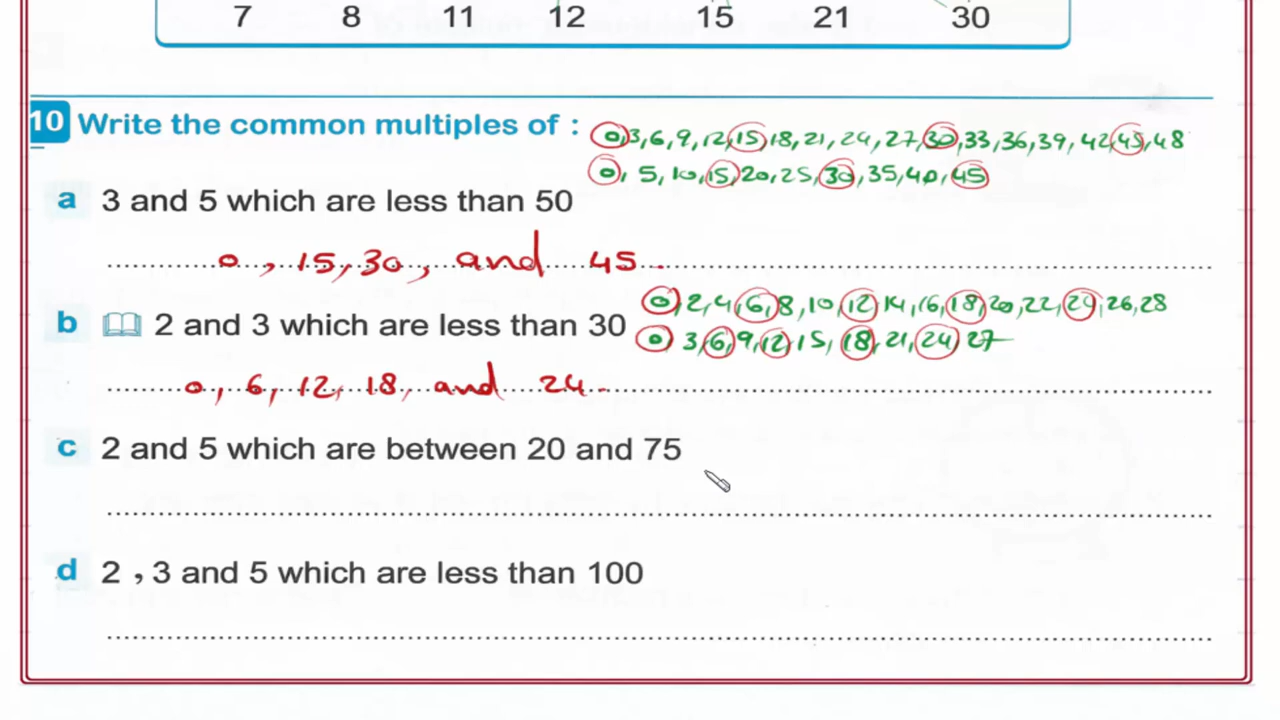 7 8 11 12 15 21 30
10 Write the common multiples of :
0,3,6,9,12,15,18,21,24,27,30,33,36,39,42,45,48
0, 5,10,15,20,25,30,35,40,45
a 3 and 5 which are less than 50
0 , 15,30, and 45.
0,2,4,6,8,10,12,14,16,18,20,22,24,26,28
0, 3,6,9,12,15,18,21,24,27
b 2 and 3 which are less than 30
0, 6, 12, 18, and 24.
c 2 and 5 which are between 20 and 75
d 2 , 3 and 5 which are less than 100